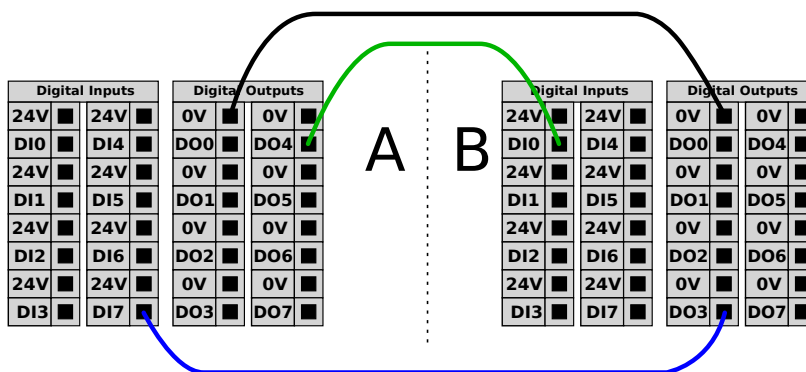 Digital Inputs Digital Outputs Digital Inputs Digital Outputs
24V 24V 0V 0V 24V 24V 0V 0V
DI0 DI4 DO0 DO4 A B DI0 DI4 DO0 DO4
24V 24V 0V 0V 24V 24V 0V 0V
DI1 DI5 DO1 DO5 DI1 DI5 DO1 DO5
24V 24V 0V 0V 24V 24V 0V 0V
DI2 DI6 DO2 DO6 DI2 DI6 DO2 DO6
24V 24V 0V 0V 24V 24V 0V 0V
DI3 DI7 DO3 DO7 DI3 DI7 DO3 DO7